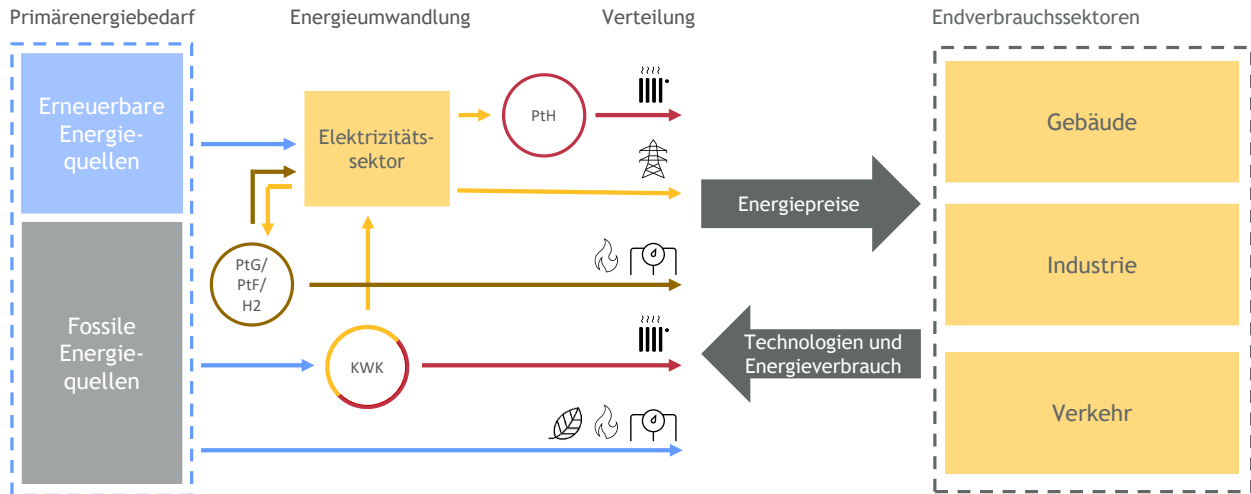 Primärenergiebedarf
Energieumwandlung
Verteilung
Endverbrauchssektoren
Erneuerbare
Energie-
quellen
Fossile
Energie-
quellen
Elektrizitäts-
sektor
PtH
PtG/
PtF/
H2
KWK
Energiepreise
Technologien und
Energieverbrauch
Gebäude
Industrie
Verkehr